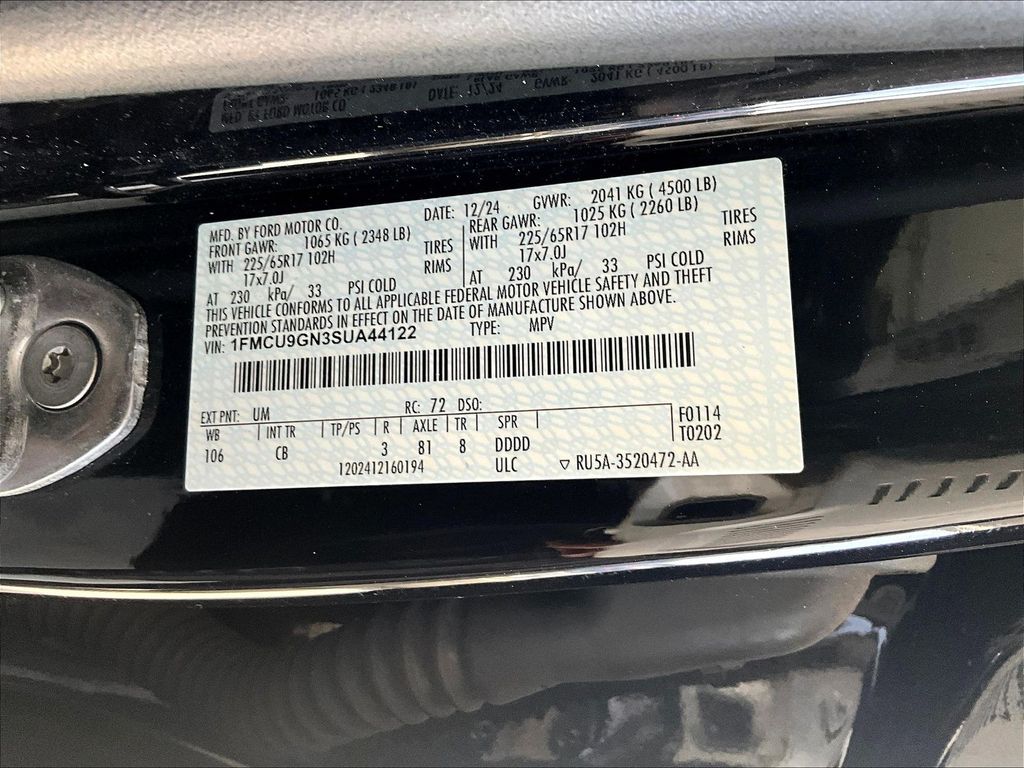 MFD. BY FORD MOTOR CO. DATE: 12/24 GVWR: 2041 KG ( 4500 LB)
FRONT GAWR: 1065 KG ( 2348 LB) REAR GAWR: 1025 KG ( 2260 LB)
WITH 225/65R17 102H TIRES WITH 225/65R17 102H TIRES
17x7.0J RIMS 17x7.0J RIMS
AT 230 kPa/ 33 PSI COLD AT 230 kPa/ 33 PSI COLD
THIS VEHICLE CONFORMS TO ALL APPLICABLE FEDERAL MOTOR VEHICLE SAFETY AND THEFT
PREVENTION STANDARDS IN EFFECT ON THE DATE OF MANUFACTURE SHOWN ABOVE.
VIN: 1FMCU9GN3SUA44122 TYPE: MPV
EXT PNT: UM RC: 72 DSO: F0114
WB INT TR TP/PS R AXLE TR SPR T0202
106 CB 3 81 8 DDDD
1202412160194 ULC ▽ RU5A-3520472-AA